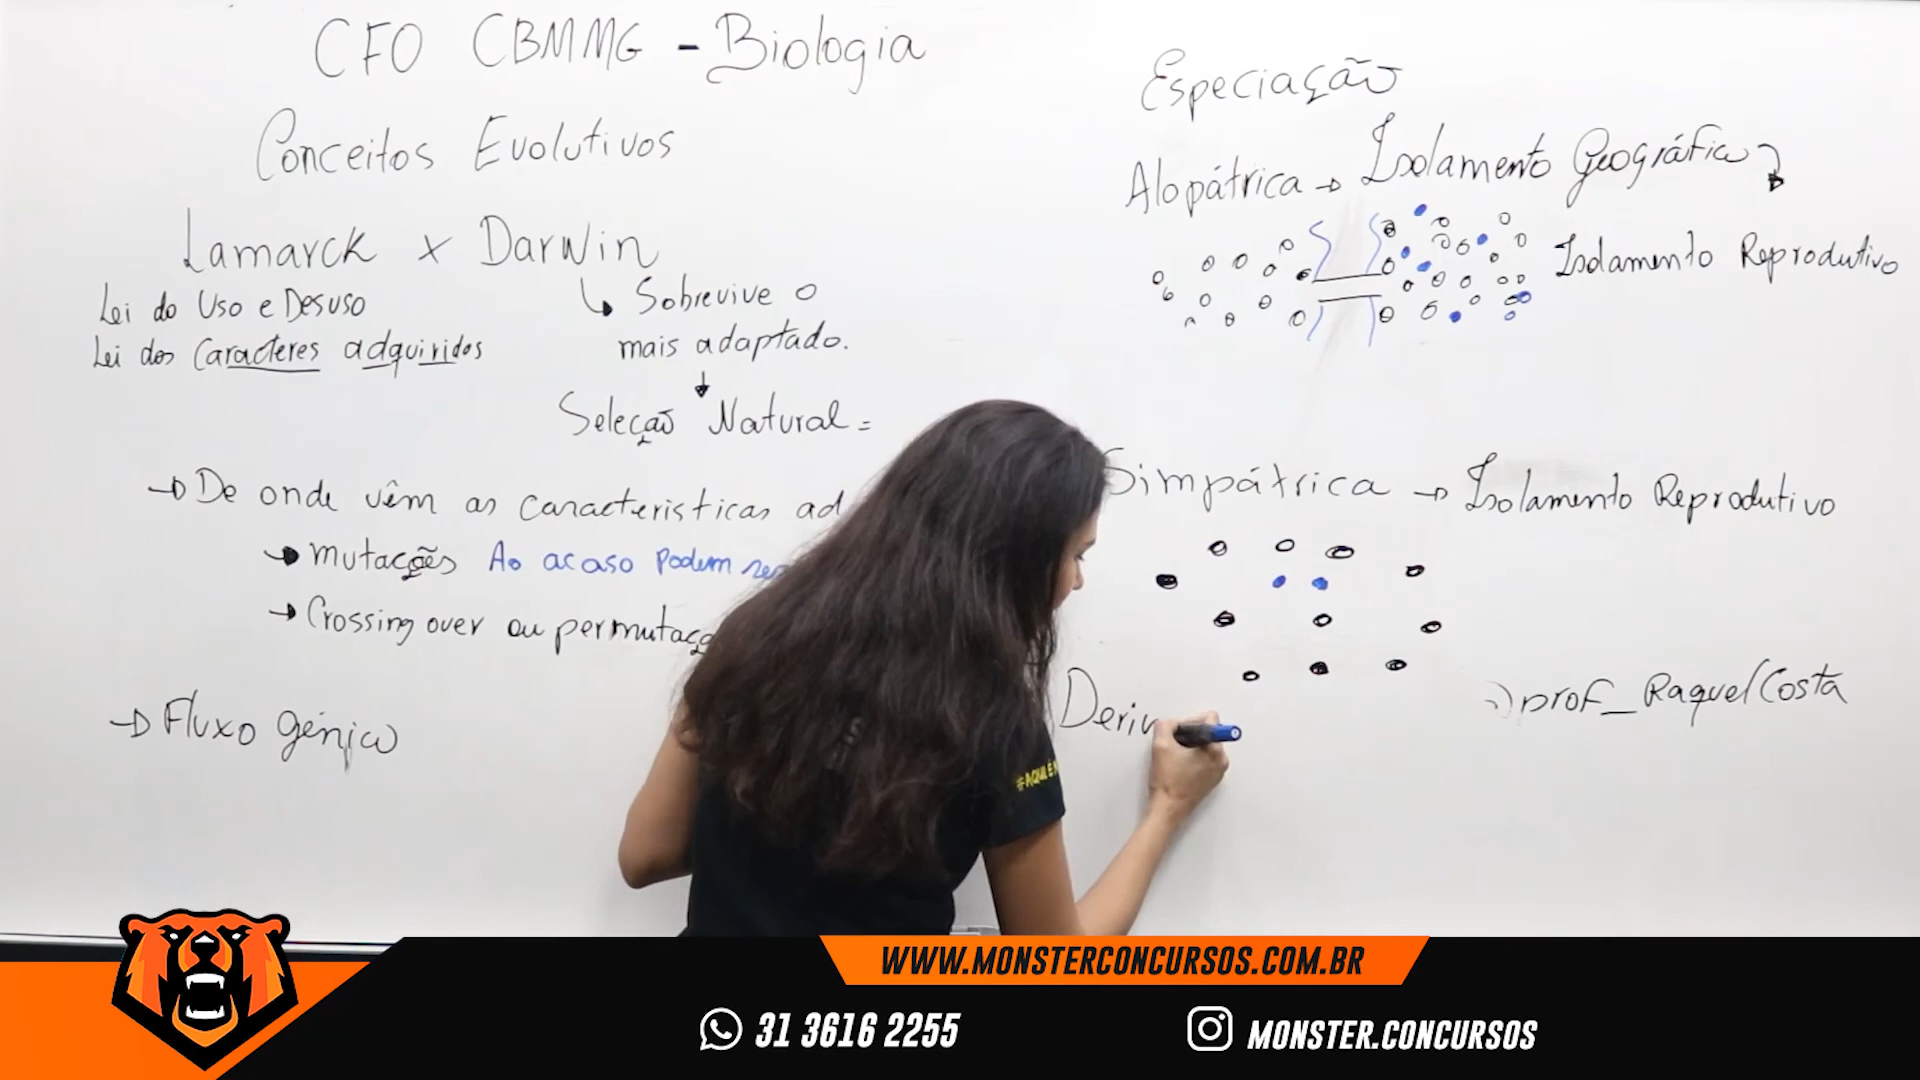 CFO CBMMG - Biologia
Conceitos Evolutivos
Lamarck x Darwin
Lei do Uso e Desuso
Lei dos Caracteres adquiridos
Sobrevive o
mais adaptado.
Seleção Natural =
→ De onde vêm as caracteristicas ad
→ mutações Ao acaso podem
→ Crossing over ou permutaç
→ Fluxo gênico
Especiação
Alopátrica → Isolamento Geográfico
Isolamento Reprodutivo
Simpátrica → Isolamento Reprodutivo
Deriv
prof_RaquelCosta
#AQUI É
WWW.MONSTERCONCURSOS.COM.BR
31 3616 2255
MONSTER.CONCURSOS